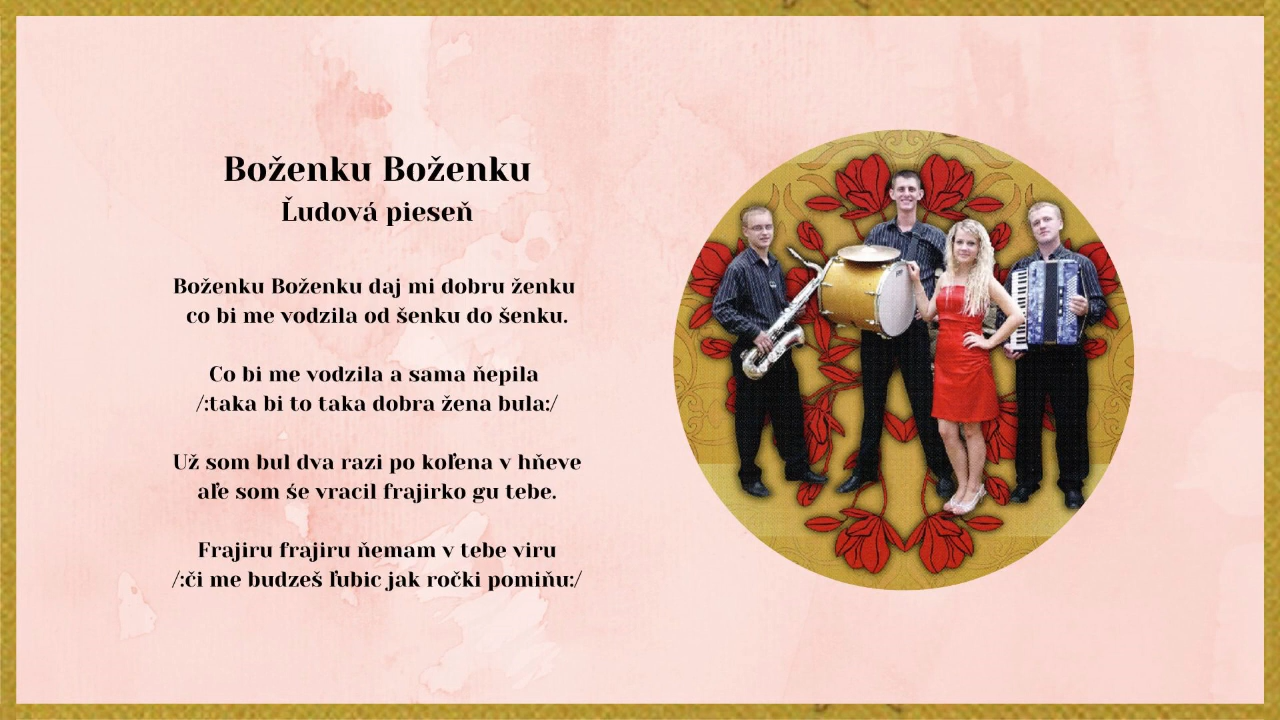 Boženku Boženku
Ľudová pieseň
Boženku Boženku daj mi dobru ženku
co bi me vodzila od šenku do šenku.
Co bi me vodzila a sama ňepila
/:taka bi to taka dobra žena bula:/
Už som bul dva razi po koľena v hňeve
aľe som śe vracil frajirko gu tebe.
Frajiru frajiru ňemam v tebe viru
/:či me budzeš ľubic jak ročki pomiňu:/